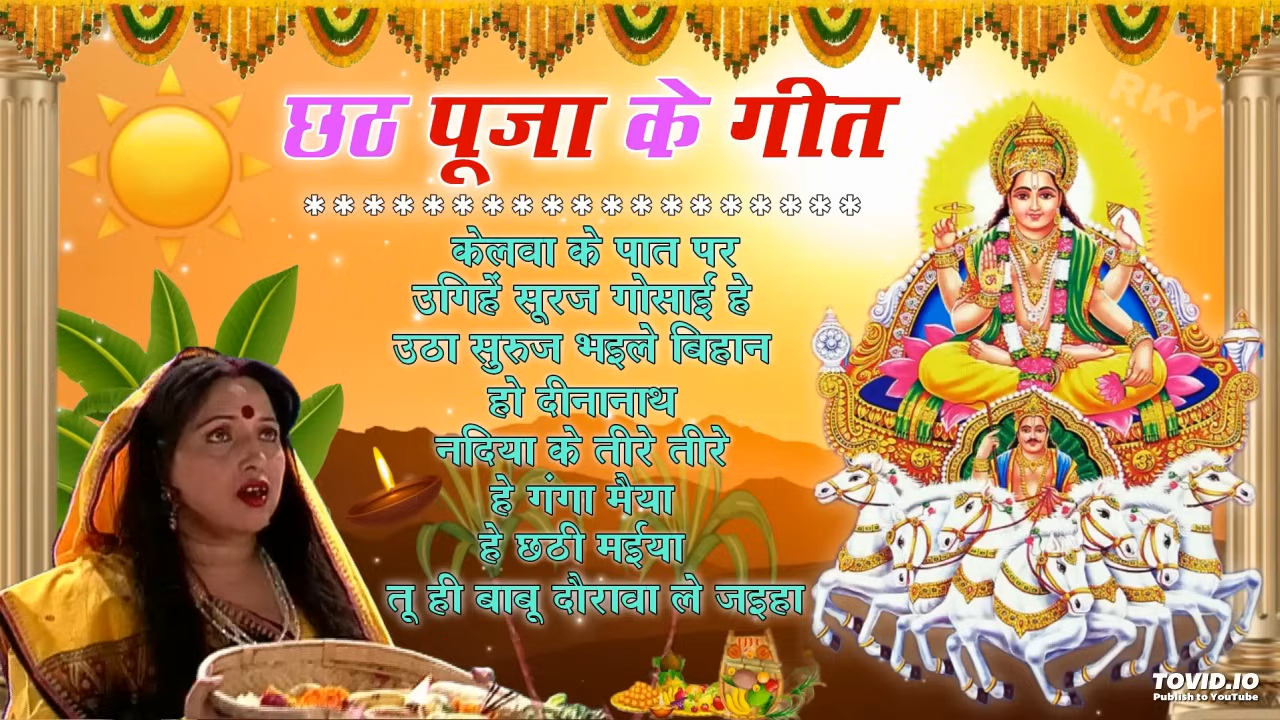 RKY
छठ पूजा के गीत
********************
केलवा के पात पर
उगिहें सूरज गोसाई हे
उठा सुरुज भइले बिहान
हो दीनानाथ
नदिया के तीरे तीरे
हे गंगा मैया
हे छठी मईया
तू ही बाबू दौरावा ले जइहा
TOVID.IO
Publish to YouTube